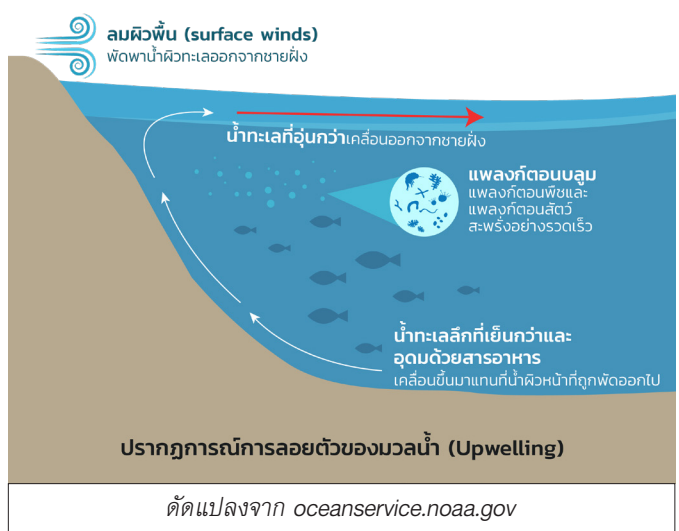 ลมผิวพื้น (surface winds)
พัดพาน้ำผิวทะเลออกจากชายฝั่ง
น้ำทะเลที่อุ่นกว่าเคลื่อนออกจากชายฝั่ง
แพลงก์ตอนบลูม
แพลงก์ตอนพืชและ
แพลงก์ตอนสัตว์
สะพรั่งอย่างรวดเร็ว
น้ำทะเลลึกที่เย็นกว่าและ
อุดมด้วยสารอาหาร
เคลื่อนขึ้นมาแทนที่น้ำผิวหน้าที่ถูกพัดออกไป
ปรากฏการณ์การลอยตัวของมวลน้ำ (Upwelling)
ดัดแปลงจาก oceanservice.noaa.gov